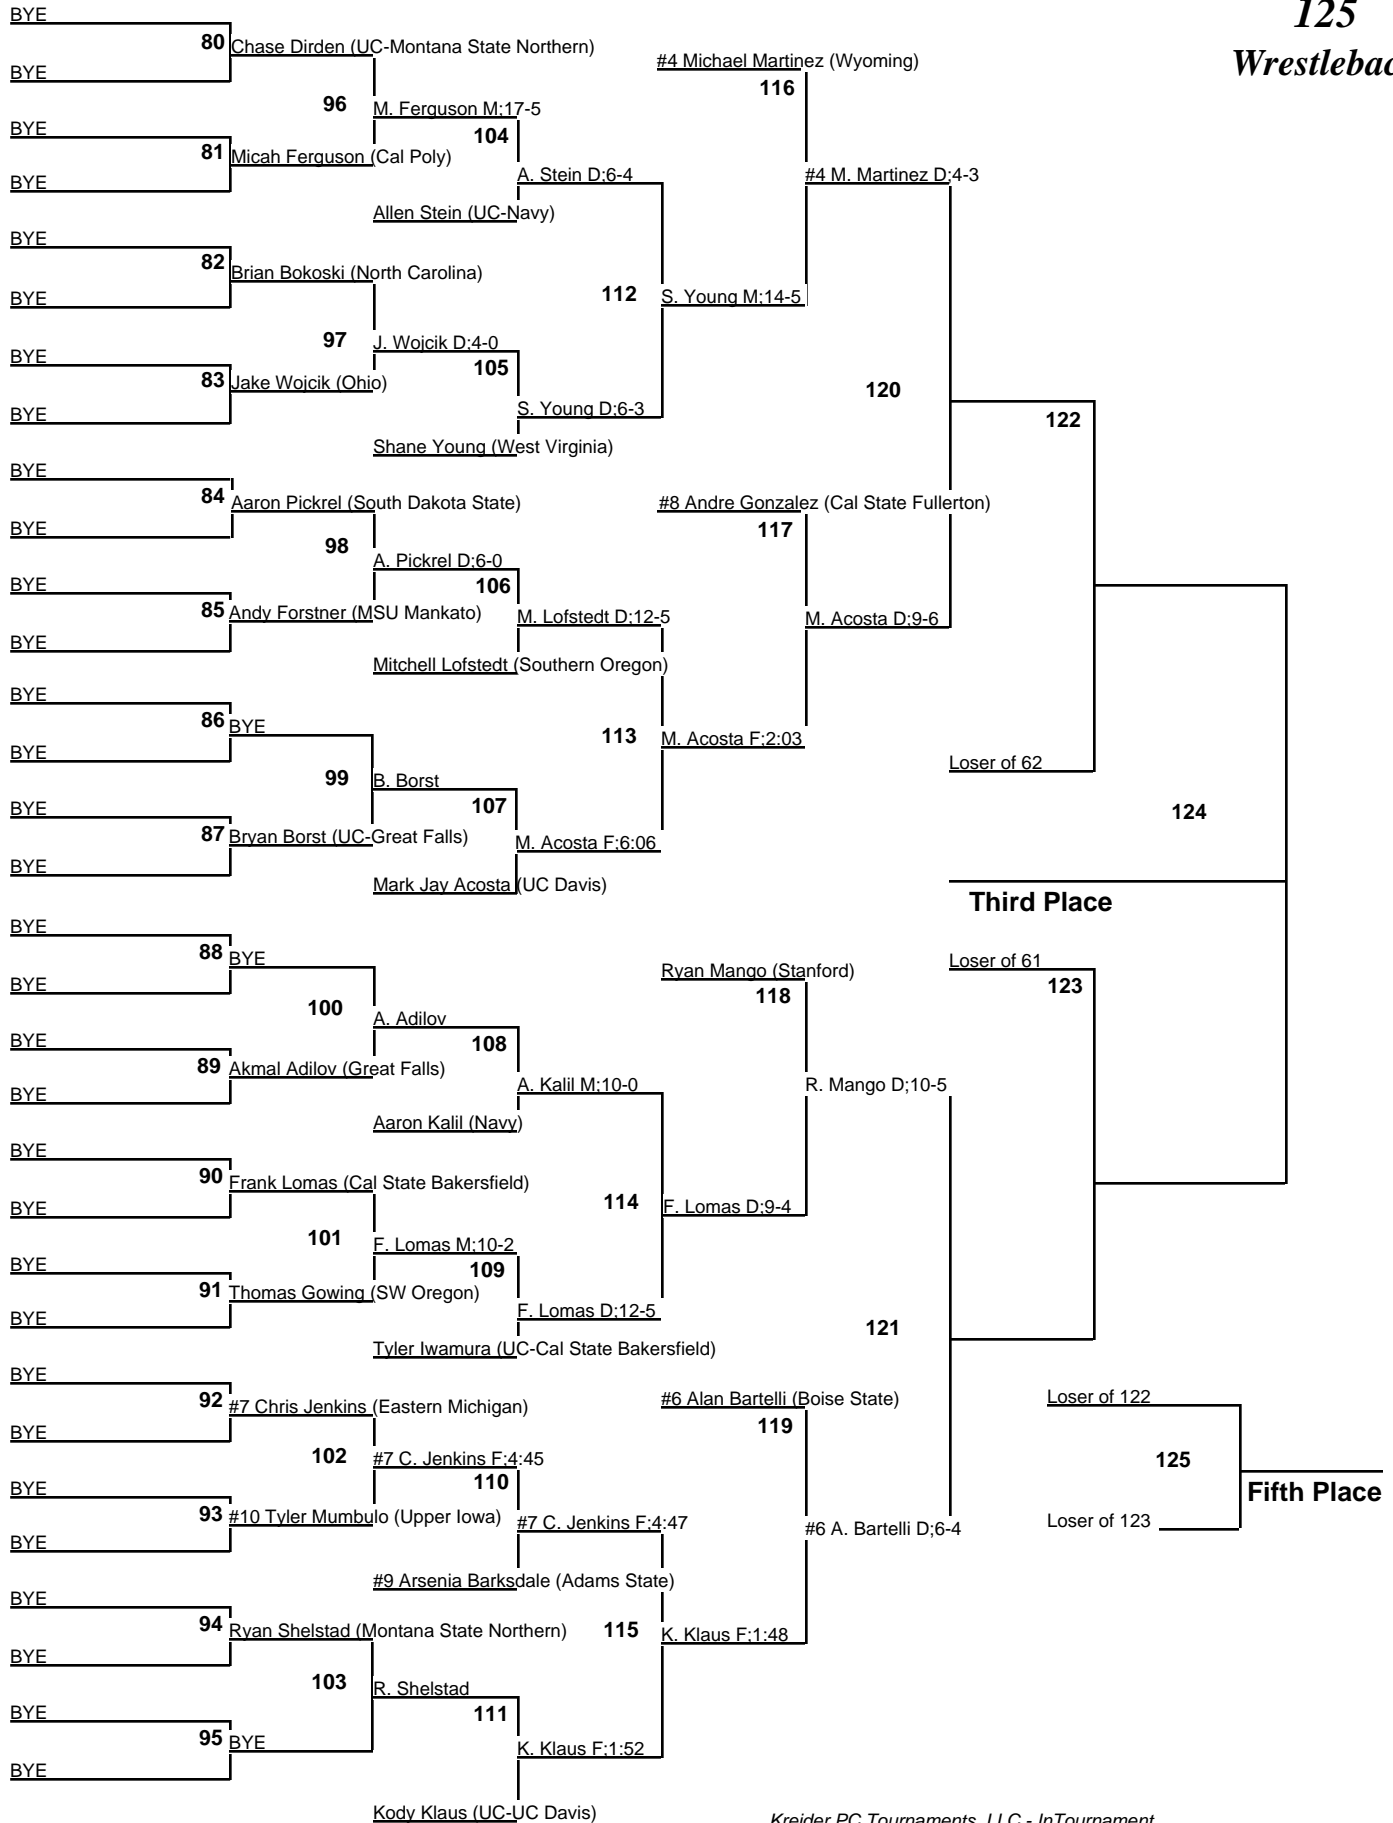 BYE
125
80 Chase Dirden (UC-Montana State Northern)
#4 Michael Martinez (Wyoming)
BYE
116
96
M. Ferguson M;17-5
BYE
104
81 Micah Ferguson (Cal Poly)
A. Stein D;6-4
#4 M. Martinez D;4-3
BYE
Allen Stein (UC-Navy)
BYE
82 Brian Bokoski (North Carolina)
BYE
112 S. Young M;14-5
97 J. Wojcik D;4-0
BYE
105
83 Jake Wojcik (Ohio)
120
BYE
S. Young D;6-3
122
Shane Young (West Virginia)
BYE
84 Aaron Pickrel (South Dakota State)
#8 Andre Gonzalez (Cal State Fullerton)
BYE
117
98
A. Pickrel D;6-0
BYE
106
85 Andy Forstner (MSU Mankato)
M. Lofstedt D;12-5
M. Acosta D;9-6
BYE
Mitchell Lofstedt (Southern Oregon)
BYE
86 BYE
113 M. Acosta F;2:03
BYE
Loser of 62
99 B. Borst
BYE
107
124
87 Bryan Borst (UC-Great Falls)
M. Acosta F;6:06
BYE
Mark Jay Acosta (UC Davis)
Third Place
BYE
88 BYE
Loser of 61
Ryan Mango (Stanford)
BYE
118
123
100
A. Adilov
BYE
108
89 Akmal Adilov (Great Falls)
A. Kalil M;10-0
R. Mango D;10-5
BYE
Aaron Kalil (Navy)
BYE
90 Frank Lomas (Cal State Bakersfield)
BYE
114 F. Lomas D;9-4
101 F. Lomas M;10-2
BYE
109
91 Thomas Gowing (SW Oregon)
F. Lomas D;12-5
BYE
121
Tyler Iwamura (UC-Cal State Bakersfield)
BYE
92 #7 Chris Jenkins (Eastern Michigan)
#6 Alan Bartelli (Boise State)
Loser of 122
BYE
119
102 #7 C. Jenkins F;4:45
125
BYE
110
Fifth Place
93 #10 Tyler Mumbulo (Upper Iowa)
#7 C. Jenkins F;4:47
#6 A. Bartelli D;6-4
Loser of 123
BYE
#9 Arsenia Barksdale (Adams State)
BYE
94 Ryan Shelstad (Montana State Northern)
115 K. Klaus F;1:48
BYE
103 R. Shelstad
BYE
111
95 BYE
K. Klaus F;1:52
BYE
Kody Klaus (UC-UC Davis)
Kreider PC Tournaments, LLC - InTournament